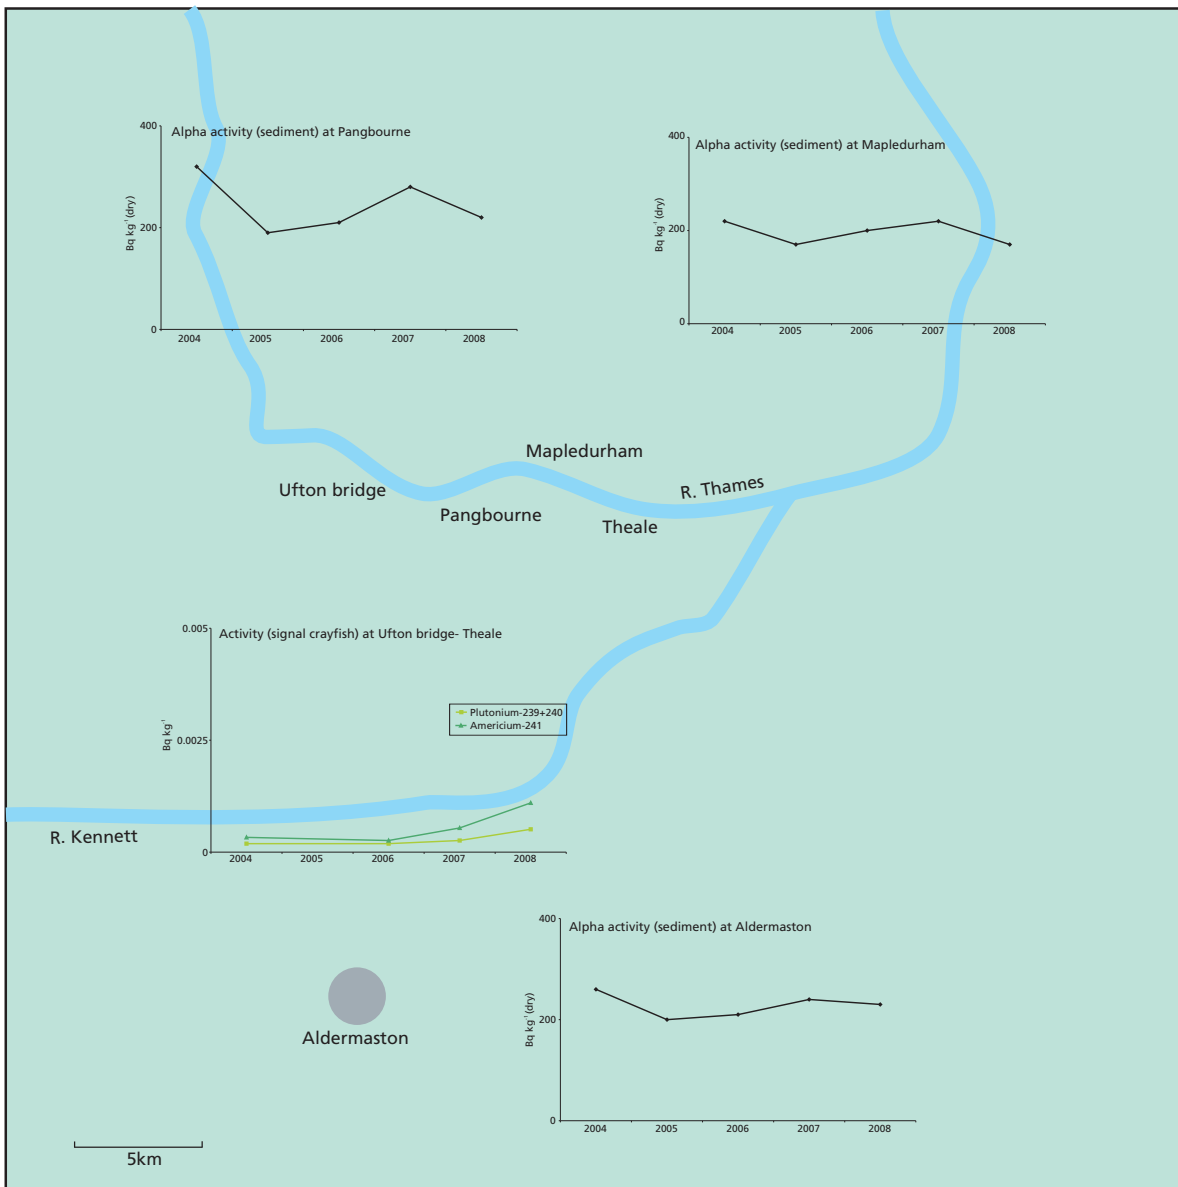 Alpha activity (sediment) at Pangbourne
400
200
0
Bq kg-1 (dry)
2004 2005 2006 2007 2008
Alpha activity (sediment) at Mapledurham
400
200
0
Bq kg-1 (dry)
2004 2005 2006 2007 2008
Mapledurham
Ufton bridge
R. Thames
Pangbourne
Theale
Activity (signal crayfish) at Ufton bridge- Theale
0.005
0.0025
0
Bq kg-1
Plutonium-239+240
Americium-241
2004 2005 2006 2007 2008
R. Kennett
Alpha activity (sediment) at Aldermaston
400
200
0
Bq kg-1 (dry)
2004 2005 2006 2007 2008
Aldermaston
5km